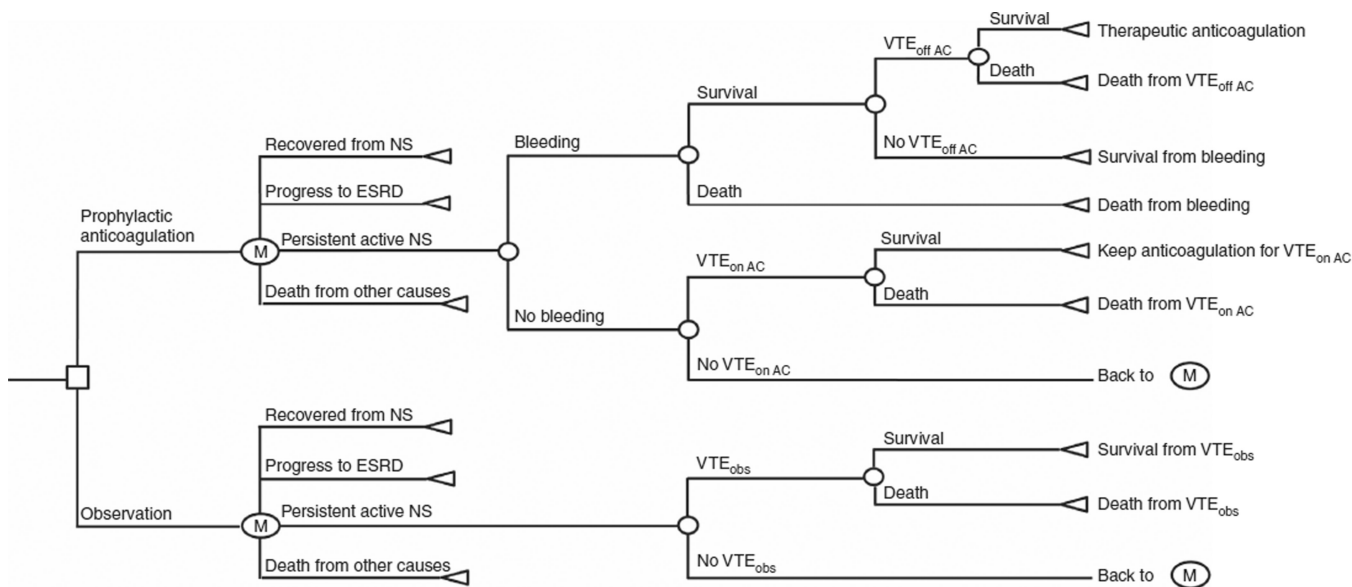 Survival
Therapeutic anticoagulation
VTEoff AC
Death
Death from VTEoff AC
Survival
No VTEoff AC
Survival from bleeding
Recovered from NS
Bleeding
Progress to ESRD
Death
Death from bleeding
Prophylactic
anticoagulation
M
Persistent active NS
Survival
Keep anticoagulation for VTEon AC
VTEon AC
Death from other causes
Death
Death from VTEon AC
No bleeding
No VTEon AC
Back to M
Recovered from NS
Survival
Survival from VTEobs
Progress to ESRD
VTEobs
Death
Death from VTEobs
Observation
M
Persistent active NS
Death from other causes
No VTEobs
Back to M